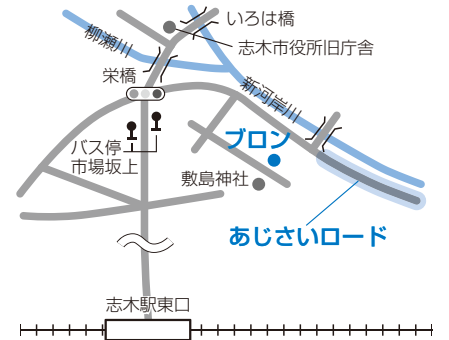 いろは橋
柳瀬川
志木市役所旧庁舎
栄橋
新河岸川
ブロン
バス停
市場坂上
敷島神社
あじさいロード
志木駅東口